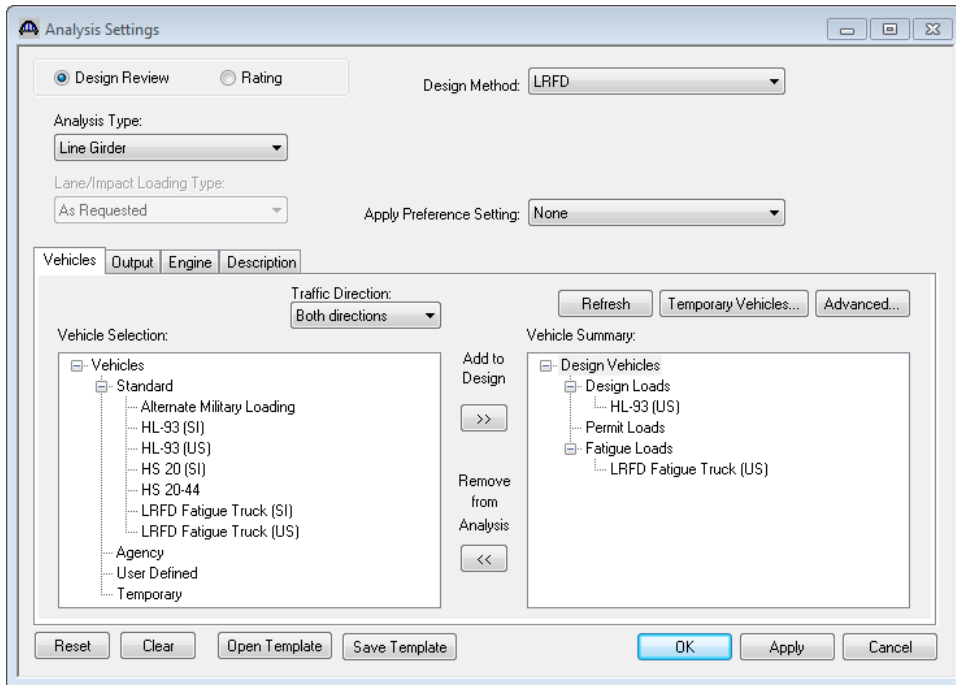 Analysis Settings
Design Review
Rating
Design Method:
LRFD
Analysis Type:
Line Girder
Lane/Impact Loading Type:
As Requested
Apply Preference Setting:
None
Vehicles
Output
Engine
Description
Traffic Direction:
Both directions
Refresh
Temporary Vehicles...
Advanced...
Vehicle Selection:
Vehicles
Standard
Alternate Military Loading
HL-93 (SI)
HL-93 (US)
HS 20 (SI)
HS 20-44
LRFD Fatigue Truck (SI)
LRFD Fatigue Truck (US)
Agency
User Defined
Temporary
Add to
Design
>>
Remove
from
Analysis
<<
Vehicle Summary:
Design Vehicles
Design Loads
HL-93 (US)
Permit Loads
Fatigue Loads
LRFD Fatigue Truck (US)
Reset
Clear
Open Template
Save Template
OK
Apply
Cancel